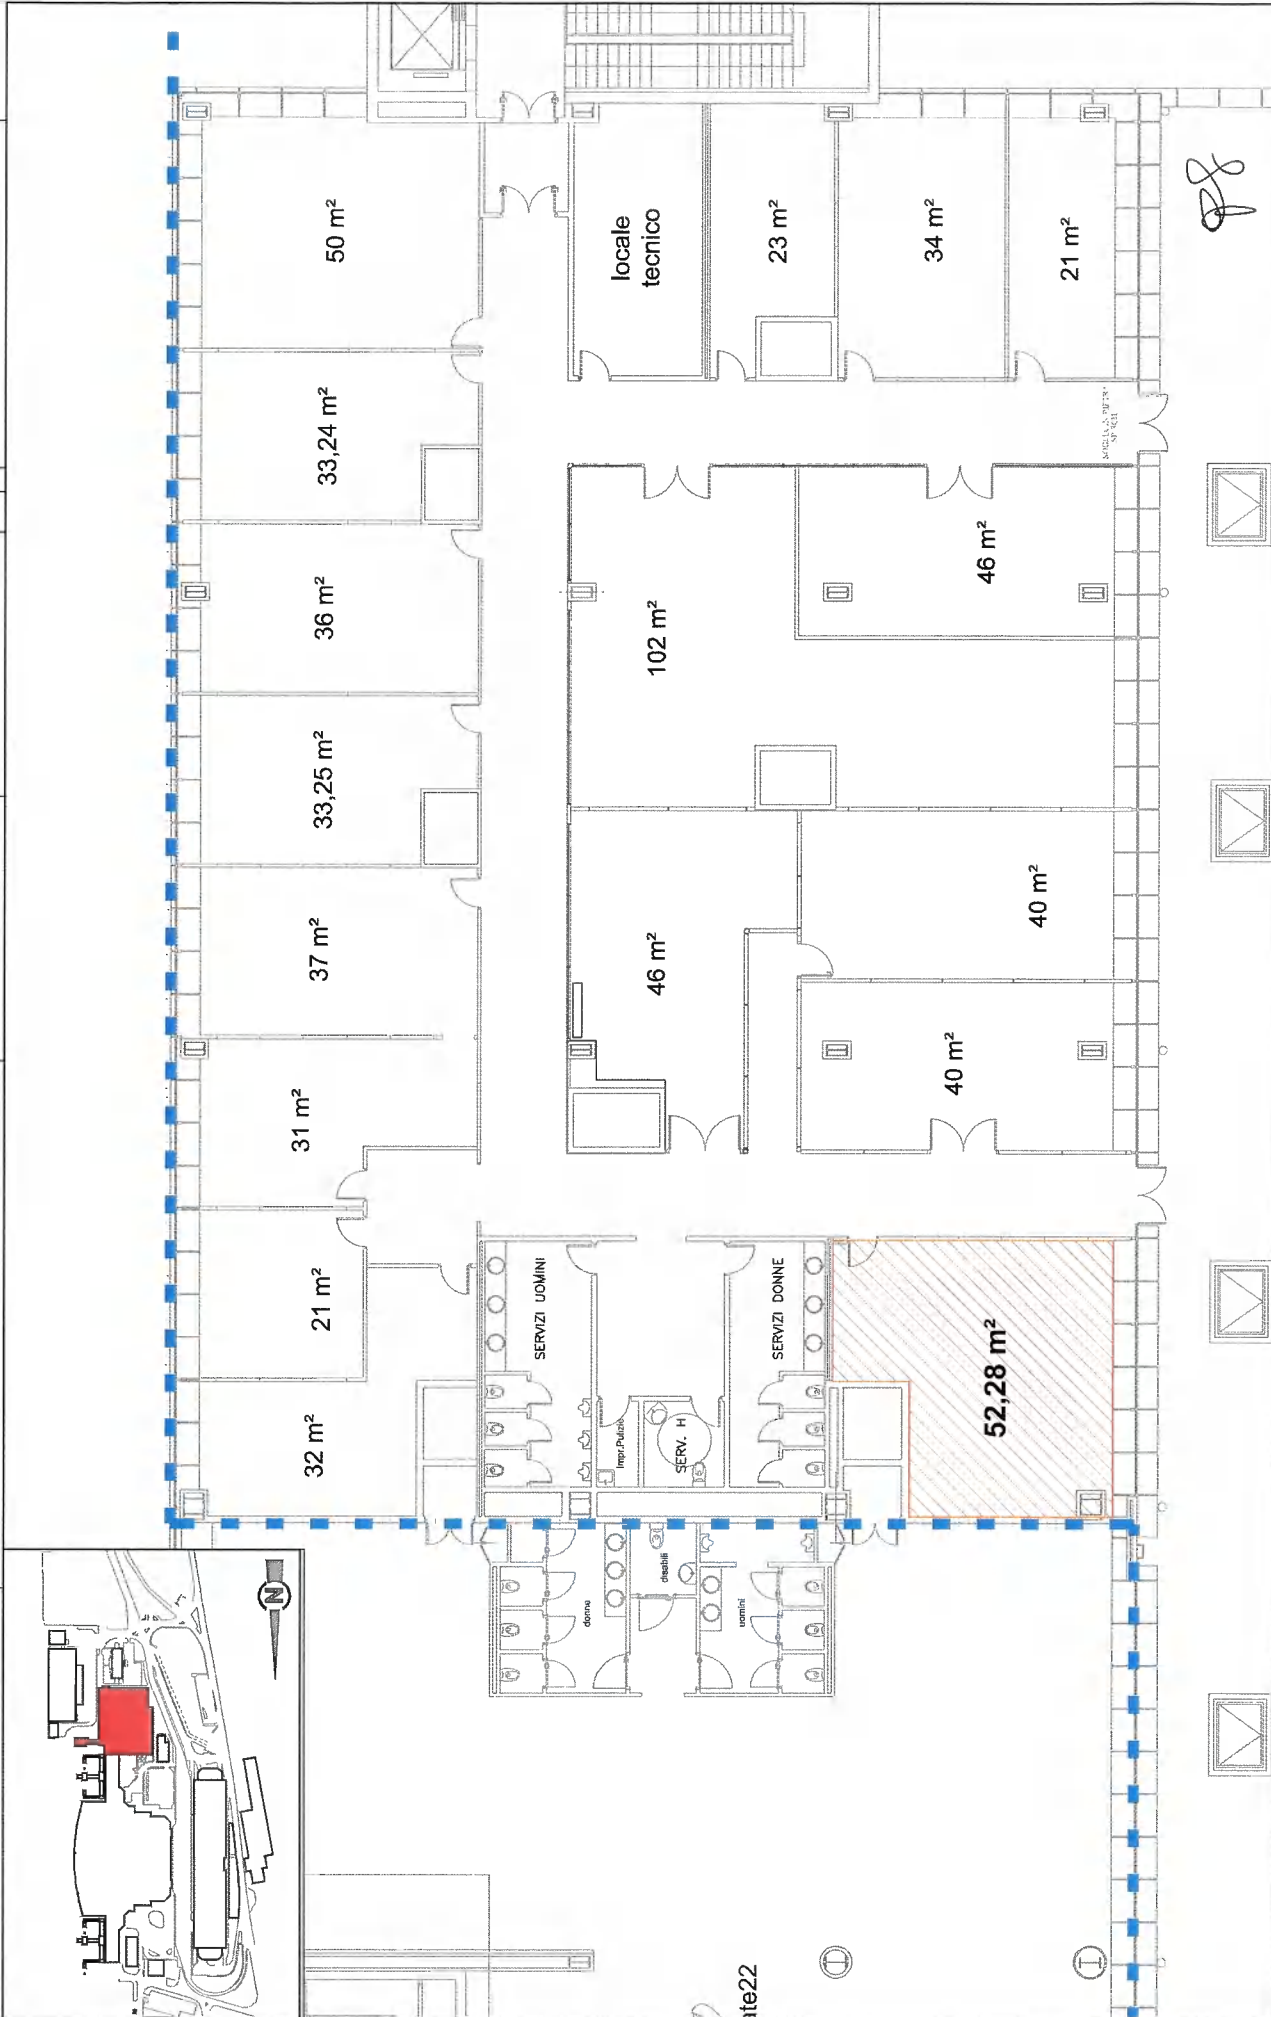 50 m²
33,24 m²
36 m²
33,25 m²
37 m²
31 m²
21 m²
32 m²
locale
tecnico
23 m²
34 m²
21 m²
102 m²
46 m²
46 m²
40 m²
40 m²
SERVIZI UOMINI
SERVIZI DONNE
Impr.Pulizie
SERV. H
52,28 m²
donne
disabili
uomini
N
ate22